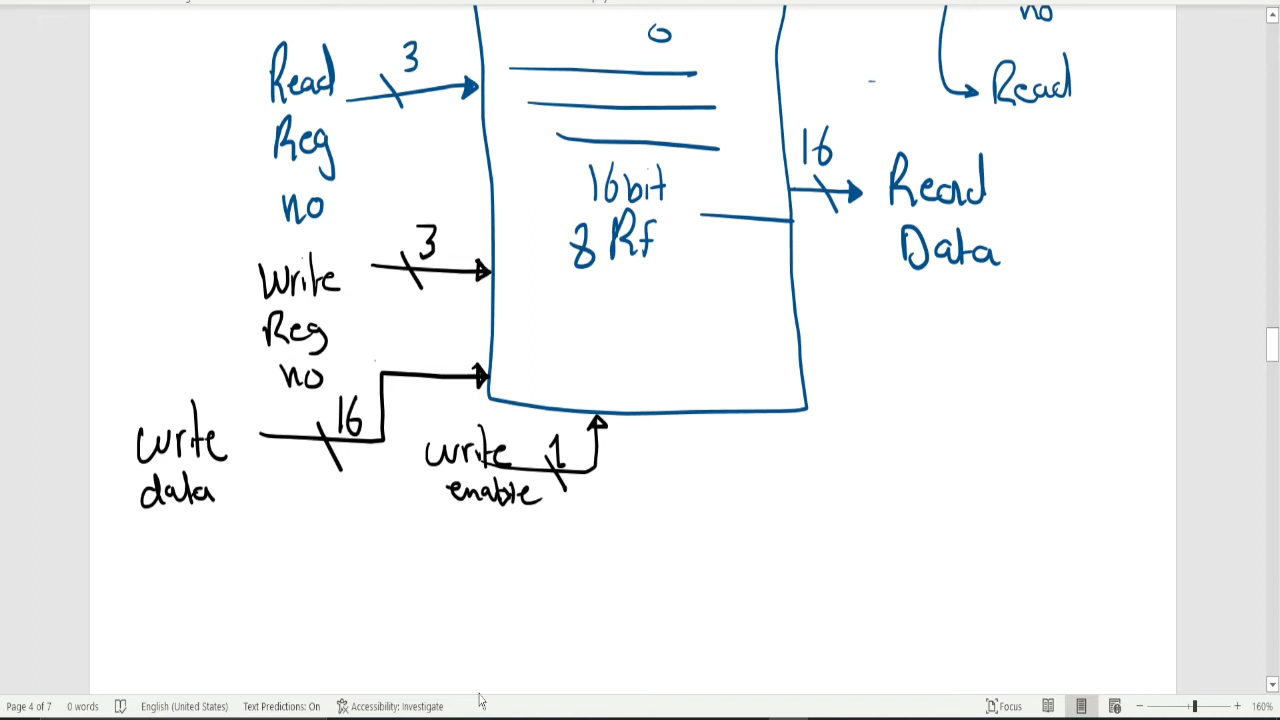 no
Read
3
Read
Reg
no
0
16 bit
8 Rf
16
Read
Data
Write
Reg
no
3
write
data
16
write
enable
1
Page 4 of 7
0 words
English (United States)
Text Predictions: On
Accessibility: Investigate
Focus
160%